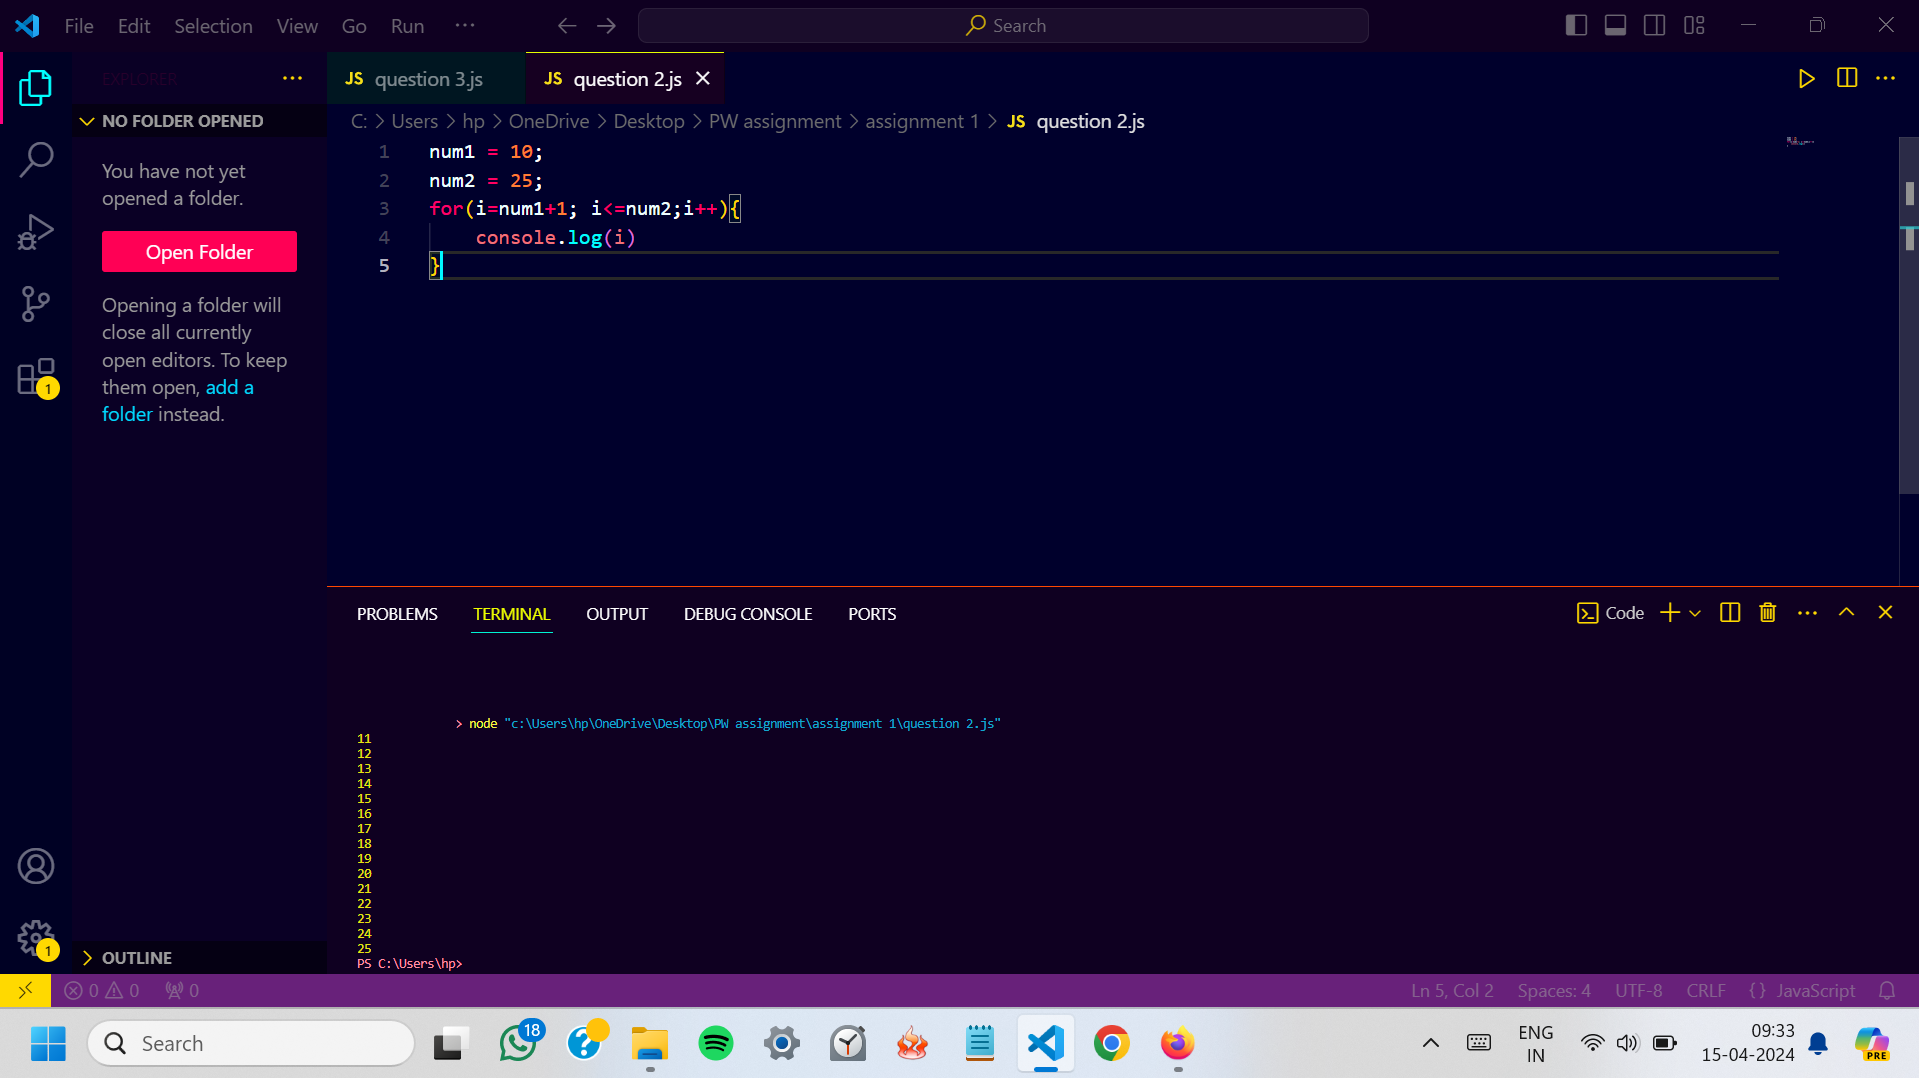 File Edit Selection View Go Run ··· Search
EXPLORER ···
JS question 3.js JS question 2.js
NO FOLDER OPENED
C: > Users > hp > OneDrive > Desktop > PW assignment > assignment 1 > JS question 2.js
You have not yet
opened a folder.
Open Folder
Opening a folder will
close all currently
open editors. To keep
them open, add a
folder instead.
1
1 num1 = 10;
2 num2 = 25;
3 for(i=num1+1; i<=num2;i++){
4 console.log(i)
5 }
PROBLEMS TERMINAL OUTPUT DEBUG CONSOLE PORTS Code
> node "c:\Users\hp\OneDrive\Desktop\PW assignment\assignment 1\question 2.js"
11
12
13
14
15
16
17
18
19
20
21
22
23
24
25
PS C:\Users\hp>
1
OUTLINE
0 0 0 Ln 5, Col 2 Spaces: 4 UTF-8 CRLF {} JavaScript
Search 18 ENG
IN
09:33
15-04-2024
PRE